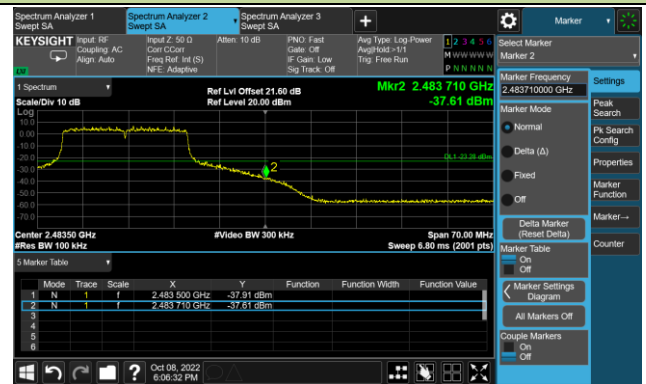 Spectrum Analyzer 1
Swept SA
Spectrum Analyzer 2
Swept SA
Spectrum Analyzer 3
Swept SA
Marker
KEYSIGHT
Input: RF
Coupling: AC
Align: Auto
Input Z: 50 Ω
Corr CCorr
Freq Ref: Int (S)
NFE: Adaptive
Atten: 10 dB
PNO: Fast
Gate: Off
IF Gain: Low
Sig Track: Off
Avg Type: Log-Power
Avg|Hold:>1/1
Trig: Free Run
1 2 3 4 5 6
M W W W W W
P N N N N N
Select Marker
Marker 2
LXI
1 Spectrum
Scale/Div 10 dB
Log
Ref Lvl Offset 21.60 dB
Ref Level 20.00 dBm
Mkr2 2.483 710 GHz
-37.61 dBm
10.0
0.00
-10.0
-20.0
-30.0
-40.0
-50.0
-60.0
-70.0
2
Center 2.48350 GHz
#Res BW 100 kHz
#Video BW 300 kHz
Span 70.00 MHz
Sweep 6.80 ms (2001 pts)
5 Marker Table
Mode Trace Scale X Y Function Function Width Function Value
1 N 1 f 2.483 500 GHz -37.91 dBm
2 N 1 f 2.483 710 GHz -37.61 dBm
3
4
5
6
Oct 08, 2022
6:06:32 PM
Marker Frequency
2.483710000 GHz
Marker Mode
Normal
Delta (Δ)
Fixed
Off
Delta Marker
(Reset Delta)
Marker Table
On
Off
Marker Settings
Diagram
All Markers Off
Couple Markers
On
Off
Settings
Peak
Search
Pk Search
Config
Properties
Marker
Function
Marker→
Counter